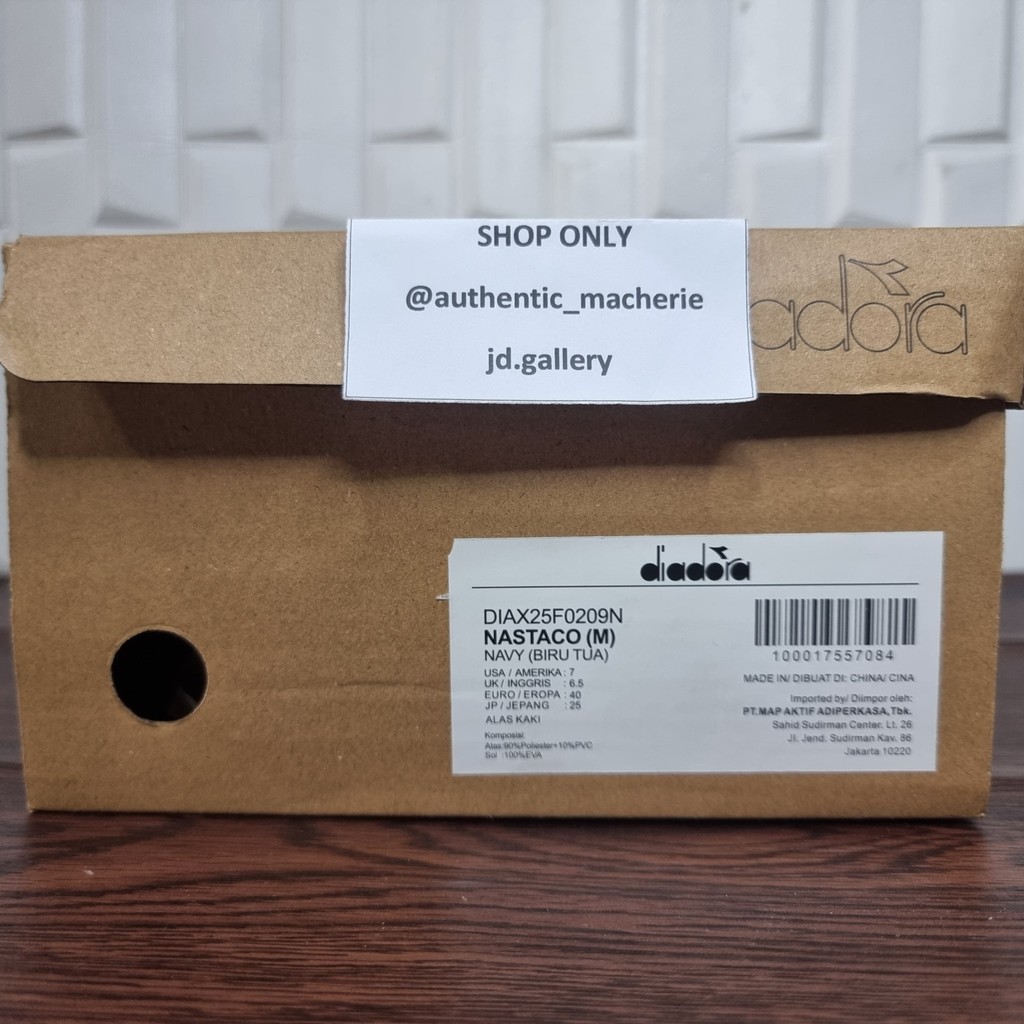 SHOP ONLY
@authentic_macherie
jd.gallery
diadora
diadora
DIAX25F0209N
NASTACO (M)
NAVY (BIRU TUA)
USA / AMERIKA : 7
UK / INGGRIS : 6.5
EURO / EROPA : 40
JP / JEPANG : 25
ALAS KAKI
Komposisi
Atas:90%Poliester+10%PVC
Sol :100%EVA
100017557084
MADE IN/ DIBUAT DI: CHINA/ CINA
Imported by/ Diimpor oleh:
PT.MAP AKTIF ADIPERKASA,Tbk.
Sahid Sudirman Center. Lt. 26
Jl. Jend. Sudirman Kav. 86
Jakarta 10220